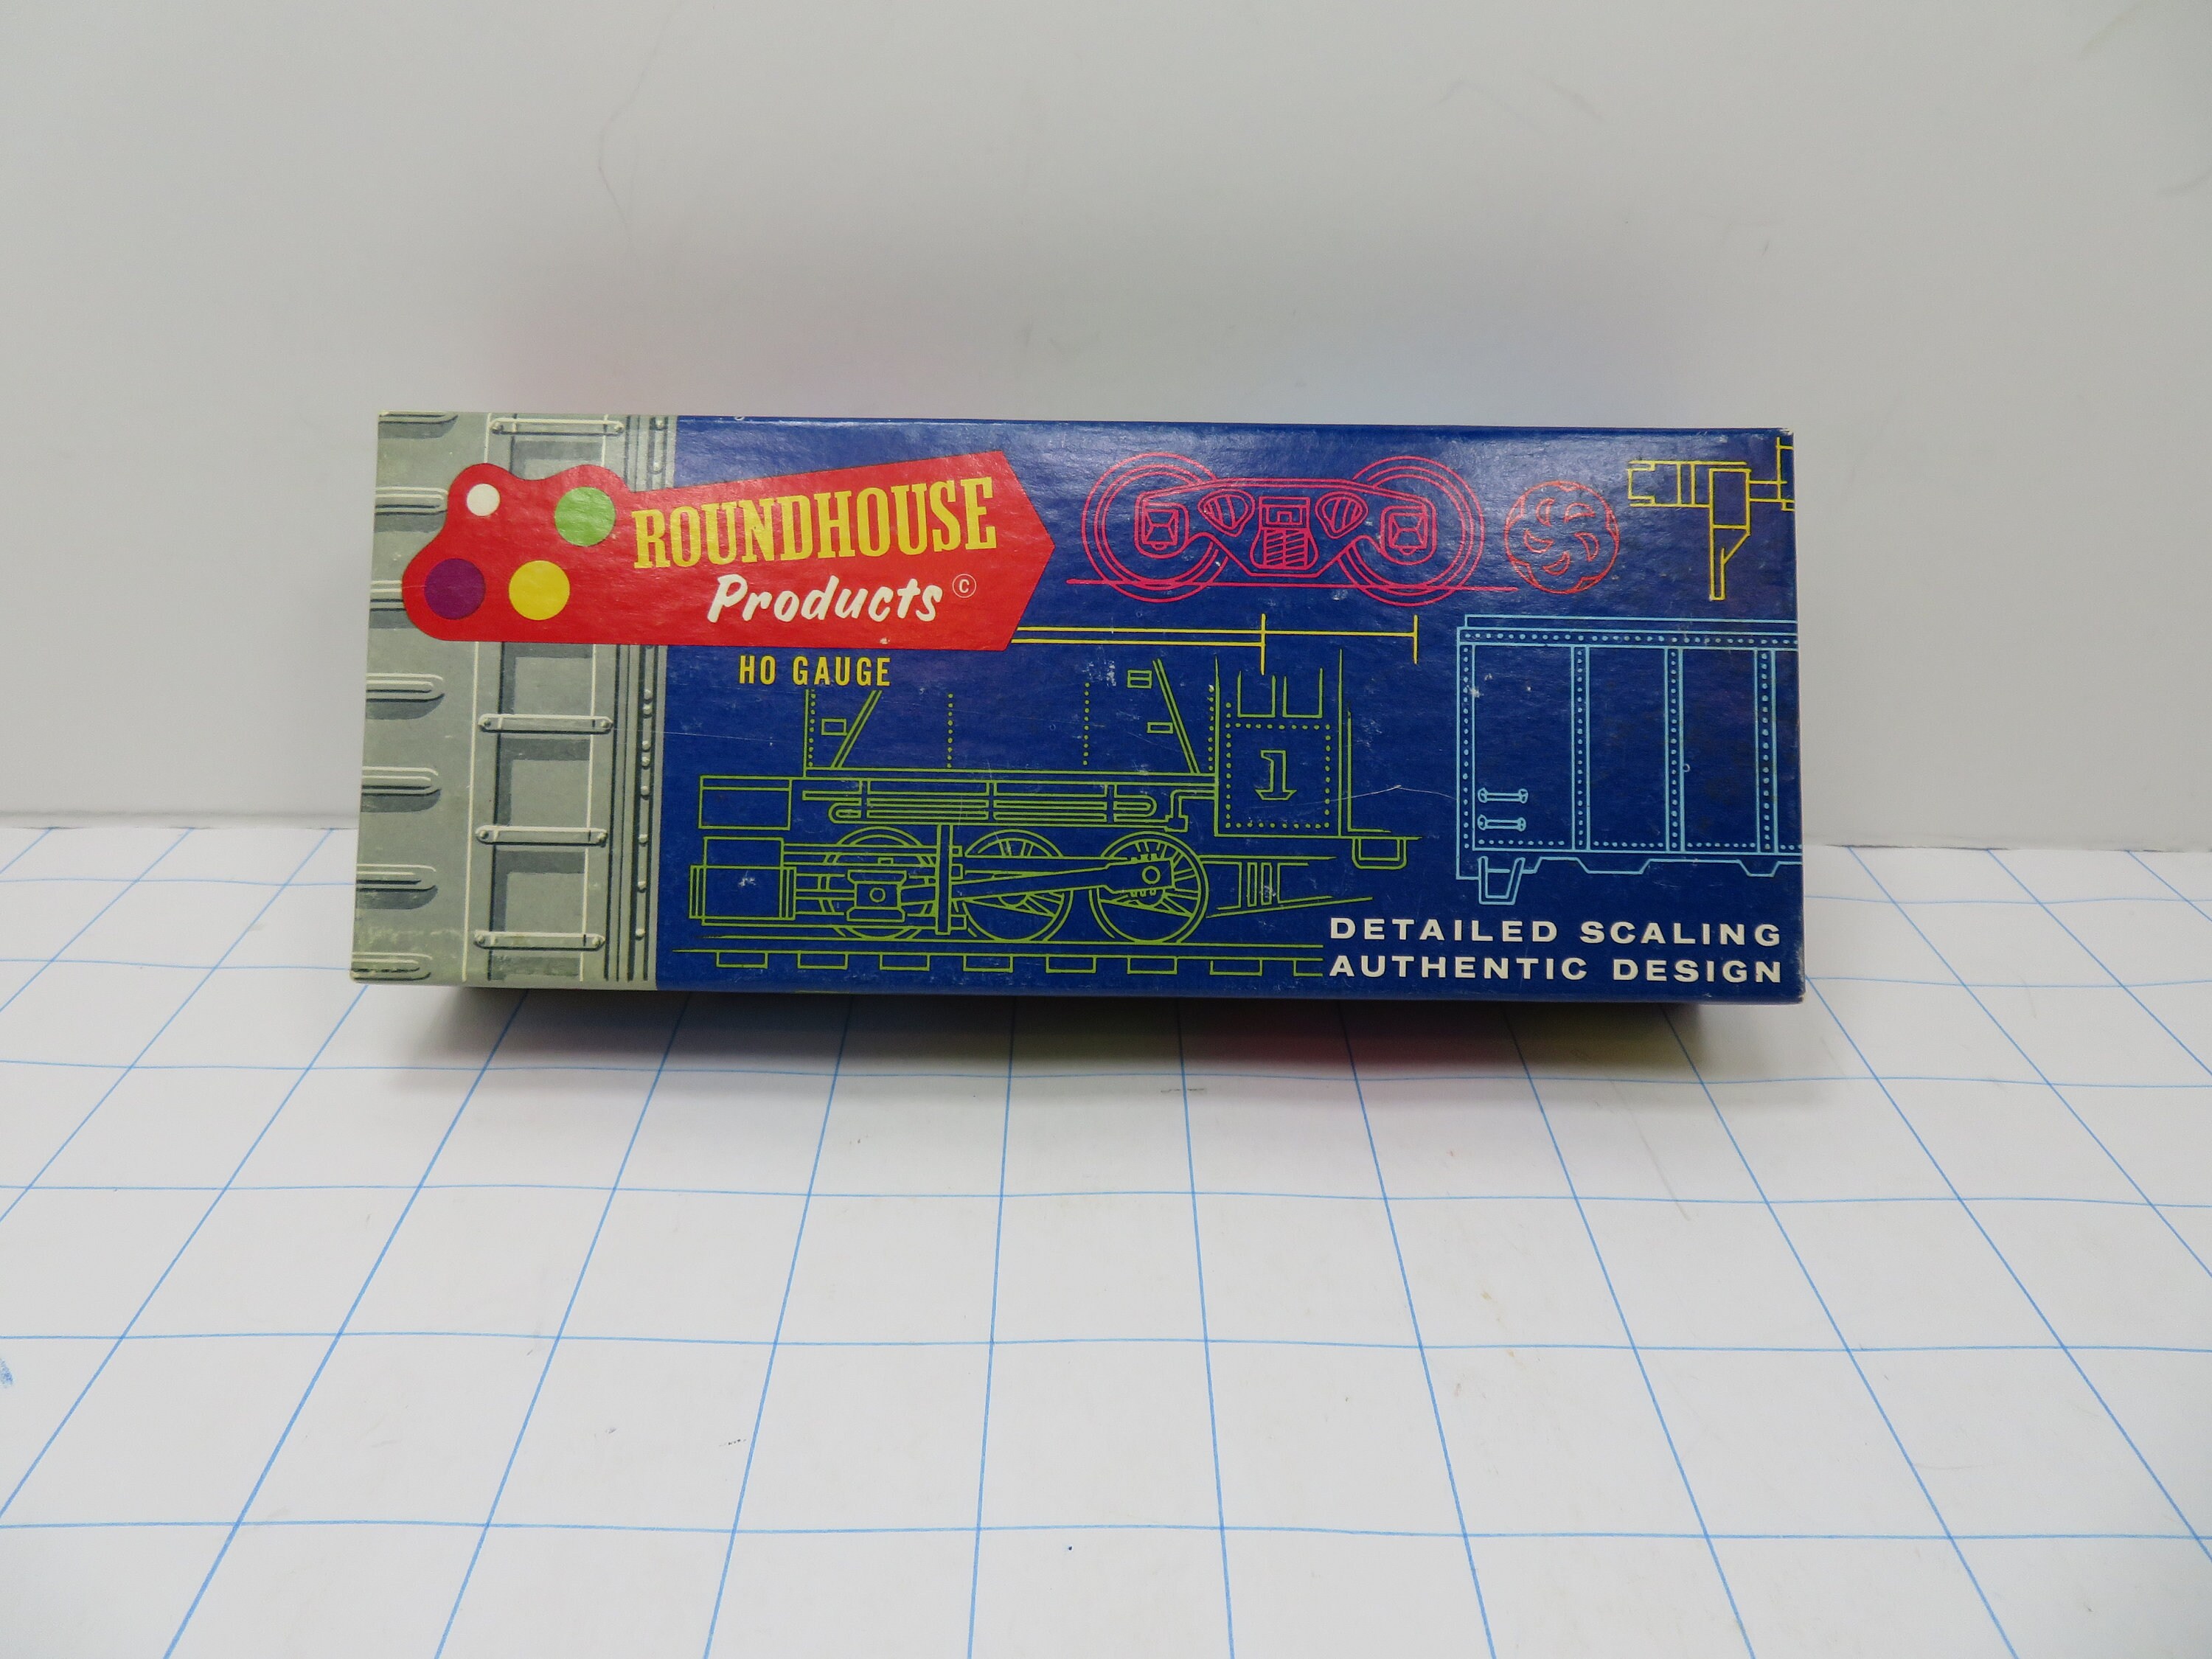 ROUNDHOUSE
Products ©
HO GAUGE
1
DETAILED SCALING
AUTHENTIC DESIGN